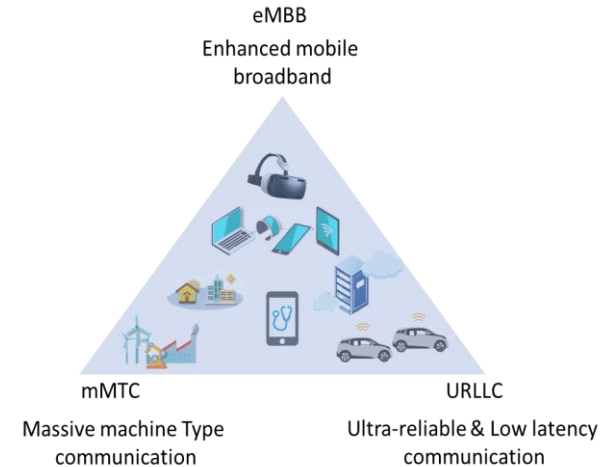 eMBB
Enhanced mobile
broadband
mMTC
Massive machine Type
communication
URLLC
Ultra-reliable & Low latency
communication